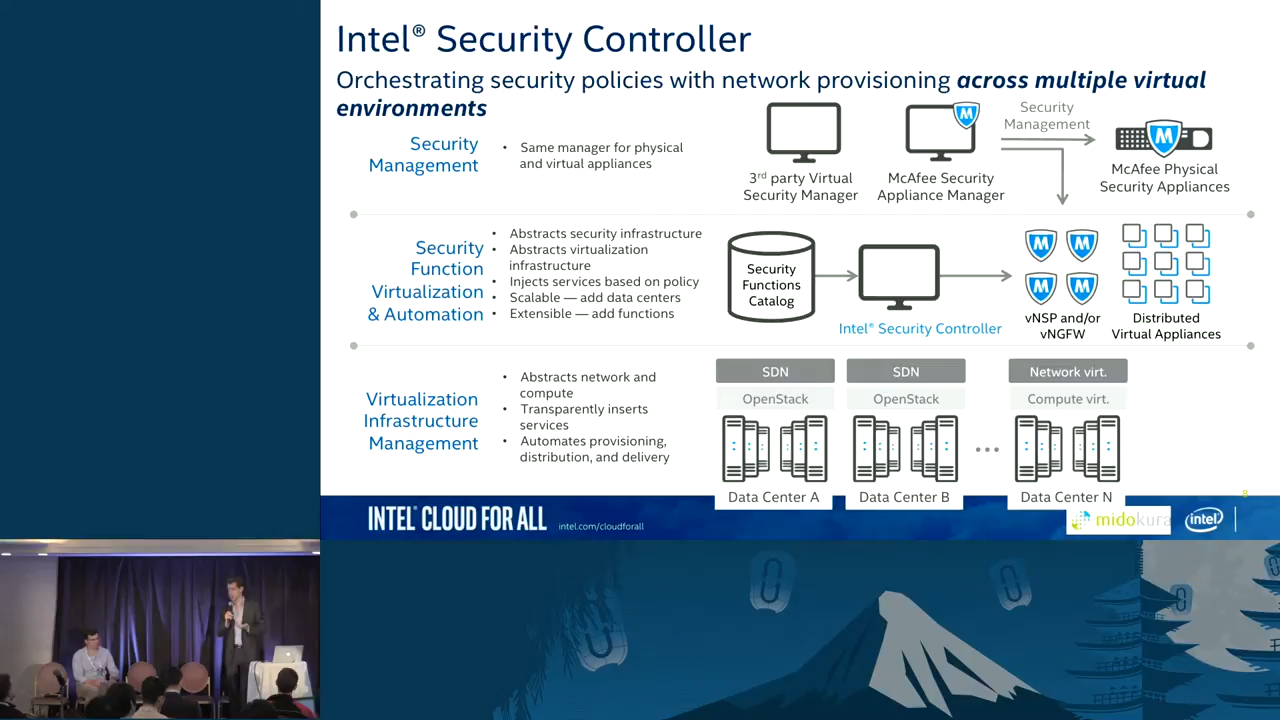 Intel® Security Controller
Orchestrating security policies with network provisioning across multiple virtual
environments
Security
Management
• Same manager for physical
and virtual appliances
3rd party Virtual
Security Manager
McAfee Security
Appliance Manager
Security
Management
McAfee Physical
Security Appliances
Security
Function
Virtualization
& Automation
• Abstracts security infrastructure
• Abstracts virtualization
infrastructure
• Injects services based on policy
• Scalable — add data centers
• Extensible — add functions
Security
Functions
Catalog
Intel® Security Controller
vNSP and/or
vNGFW
Distributed
Virtual Appliances
Virtualization
Infrastructure
Management
• Abstracts network and
compute
• Transparently inserts
services
• Automates provisioning,
distribution, and delivery
SDN
OpenStack
Data Center A
SDN
OpenStack
Data Center B
...
Network virt.
Compute virt.
Data Center N
8
INTEL® CLOUD FOR ALL
intel.com/cloudforall
midokura
intel